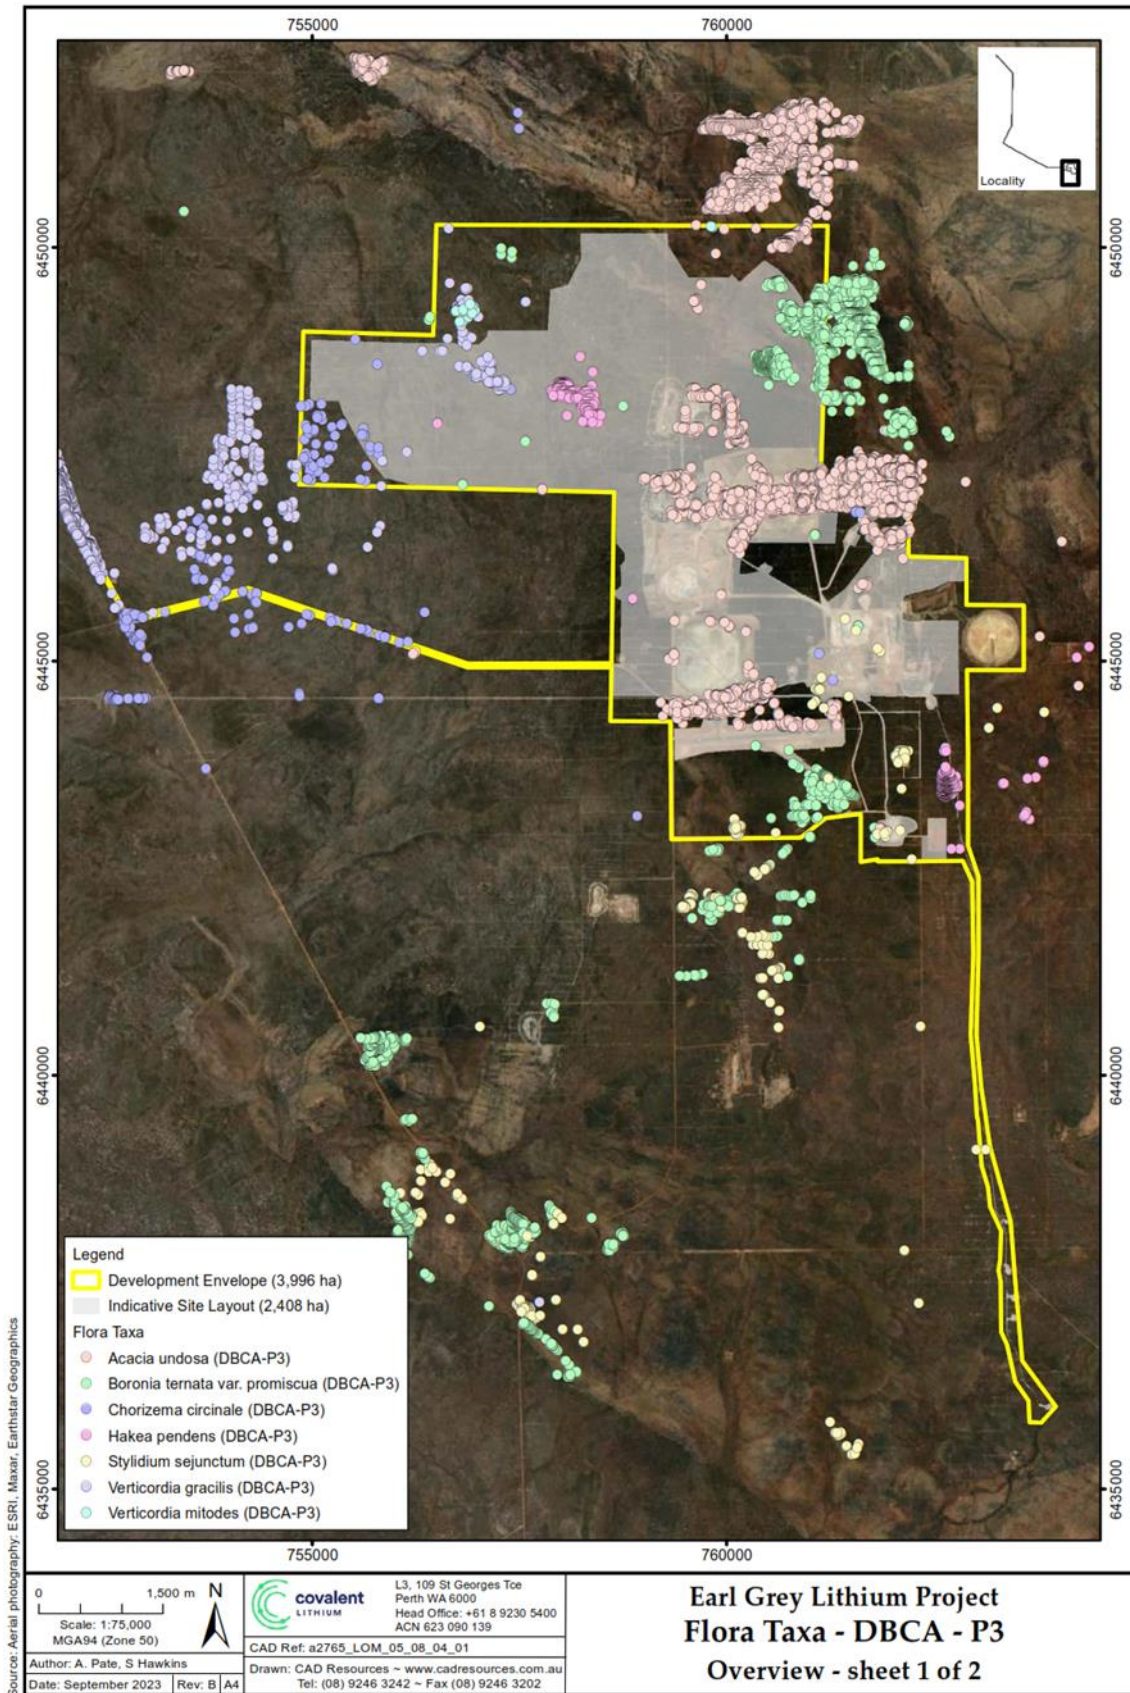 755000
760000
Locality
6450000
6450000
6445000
6445000
6440000
6440000
6435000
6435000
Legend
Development Envelope (3,996 ha)
Indicative Site Layout (2,408 ha)
Flora Taxa
Acacia undosa (DBCA-P3)
Boronia ternata var. promiscua (DBCA-P3)
Chorizema circinale (DBCA-P3)
Hakea pendens (DBCA-P3)
Stylidium sejunctum (DBCA-P3)
Verticordia gracilis (DBCA-P3)
Verticordia mitodes (DBCA-P3)
755000
760000
Source: Aerial photography: ESRI, Maxar, Earthstar Geographics
0 1,500 m N
Scale: 1:75,000
MGA94 (Zone 50)
Author: A. Pate, S Hawkins
Date: September 2023 Rev: B A4
covalent
LITHIUM
L3, 109 St Georges Tce
Perth WA 6000
Head Office: +61 8 9230 5400
ACN 623 090 139
CAD Ref: a2765_LOM_05_08_04_01
Drawn: CAD Resources ~ www.cadresources.com.au
Tel: (08) 9246 3242 ~ Fax (08) 9246 3202
Earl Grey Lithium Project
Flora Taxa - DBCA - P3
Overview - sheet 1 of 2